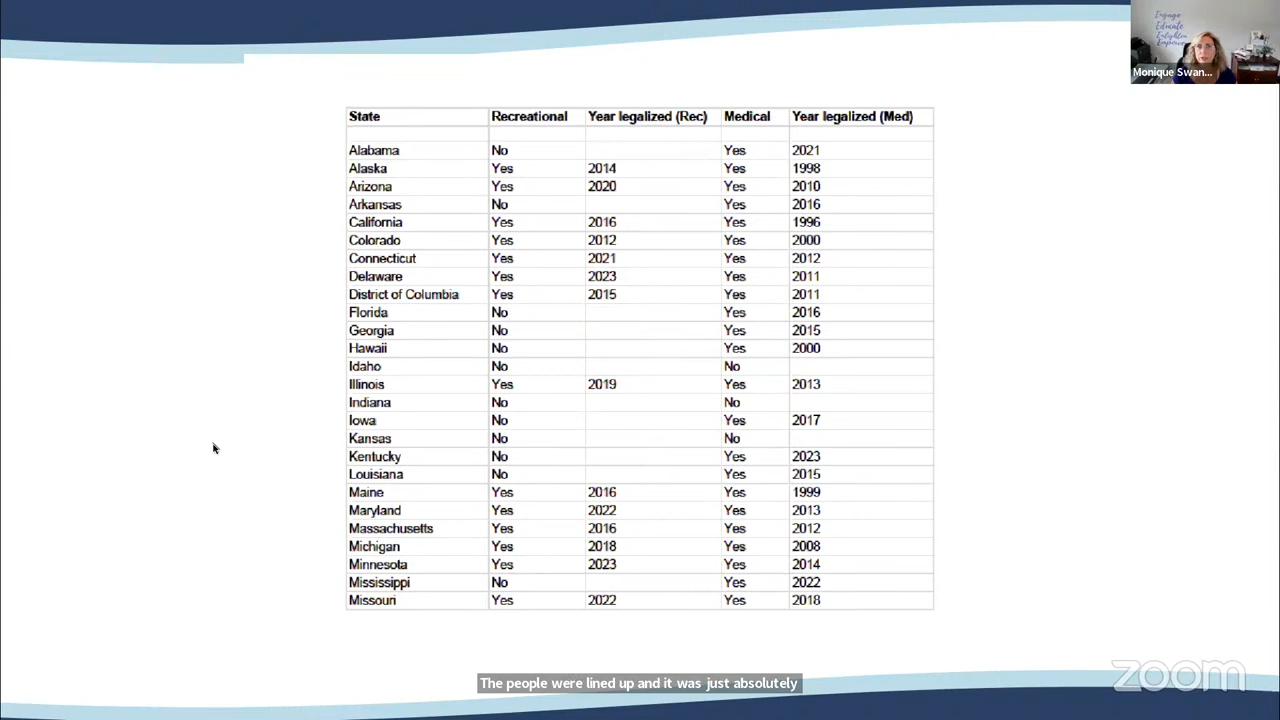 Engage
Educate
Enlighten
Empower
Monique Swan...
State Recreational Year legalized (Rec) Medical Year legalized (Med)
Alabama No Yes 2021
Alaska Yes 2014 Yes 1998
Arizona Yes 2020 Yes 2010
Arkansas No Yes 2016
California Yes 2016 Yes 1996
Colorado Yes 2012 Yes 2000
Connecticut Yes 2021 Yes 2012
Delaware Yes 2023 Yes 2011
District of Columbia Yes 2015 Yes 2011
Florida No Yes 2016
Georgia No Yes 2015
Hawaii No Yes 2000
Idaho No No
Illinois Yes 2019 Yes 2013
Indiana No No
Iowa No Yes 2017
Kansas No No
Kentucky No Yes 2023
Louisiana No Yes 2015
Maine Yes 2016 Yes 1999
Maryland Yes 2022 Yes 2013
Massachusetts Yes 2016 Yes 2012
Michigan Yes 2018 Yes 2008
Minnesota Yes 2023 Yes 2014
Mississippi No Yes 2022
Missouri Yes 2022 Yes 2018
The people were lined up and it was just absolutely
zoom